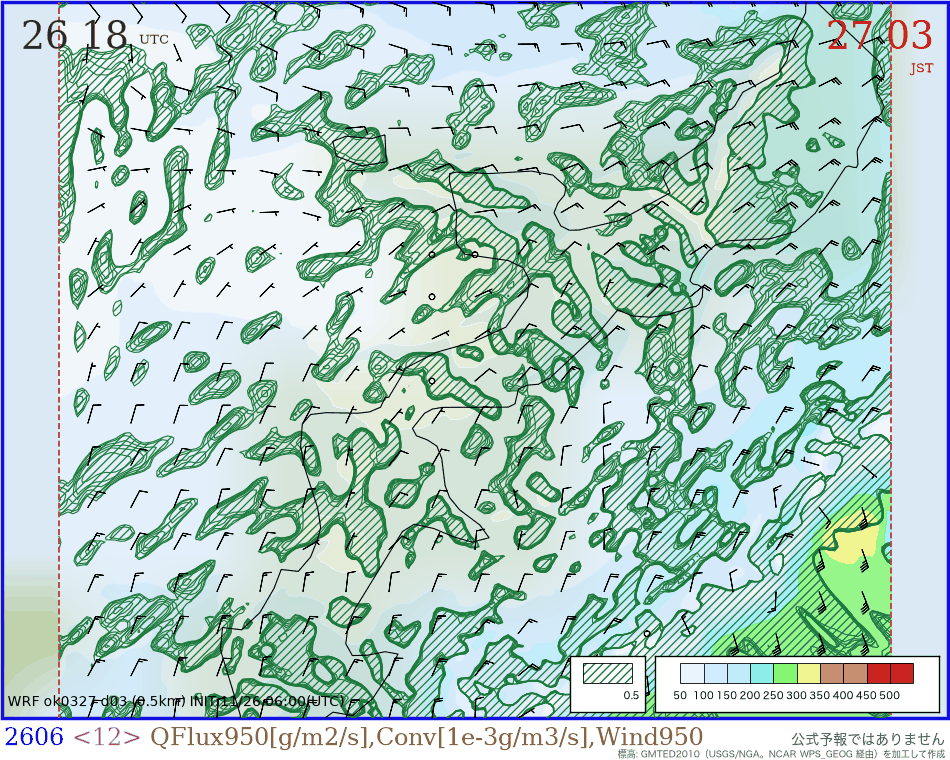 26 18 UTC
27 03
JST
WRF ok0327-d03 (0.5km) INIT:11/26 06:00(UTC)
0.5
50 100 150 200 250 300 350 400 450 500
2606 <12> QFlux950[g/m2/s],Conv[1e-3g/m3/s],Wind950
公式予報ではありません
標高: GMTED2010（USGS/NGA。NCAR WPS_GEOG 経由）を加工して作成